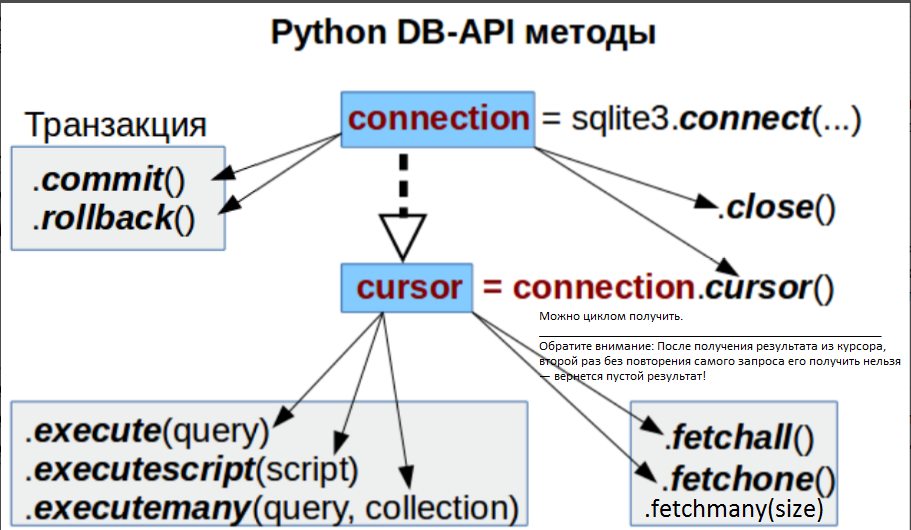 Python DB-API методы
Транзакция
connection = sqlite3.connect(...)
.commit()
.rollback()
.close()
cursor = connection.cursor()
Можно циклом получить.
Обратите внимание: После получения результата из курсора,
второй раз без повторения самого запроса его получить нельзя
— вернется пустой результат!
.execute(query)
.executescript(script)
.executemany(query, collection)
.fetchall()
.fetchone()
.fetchmany(size)